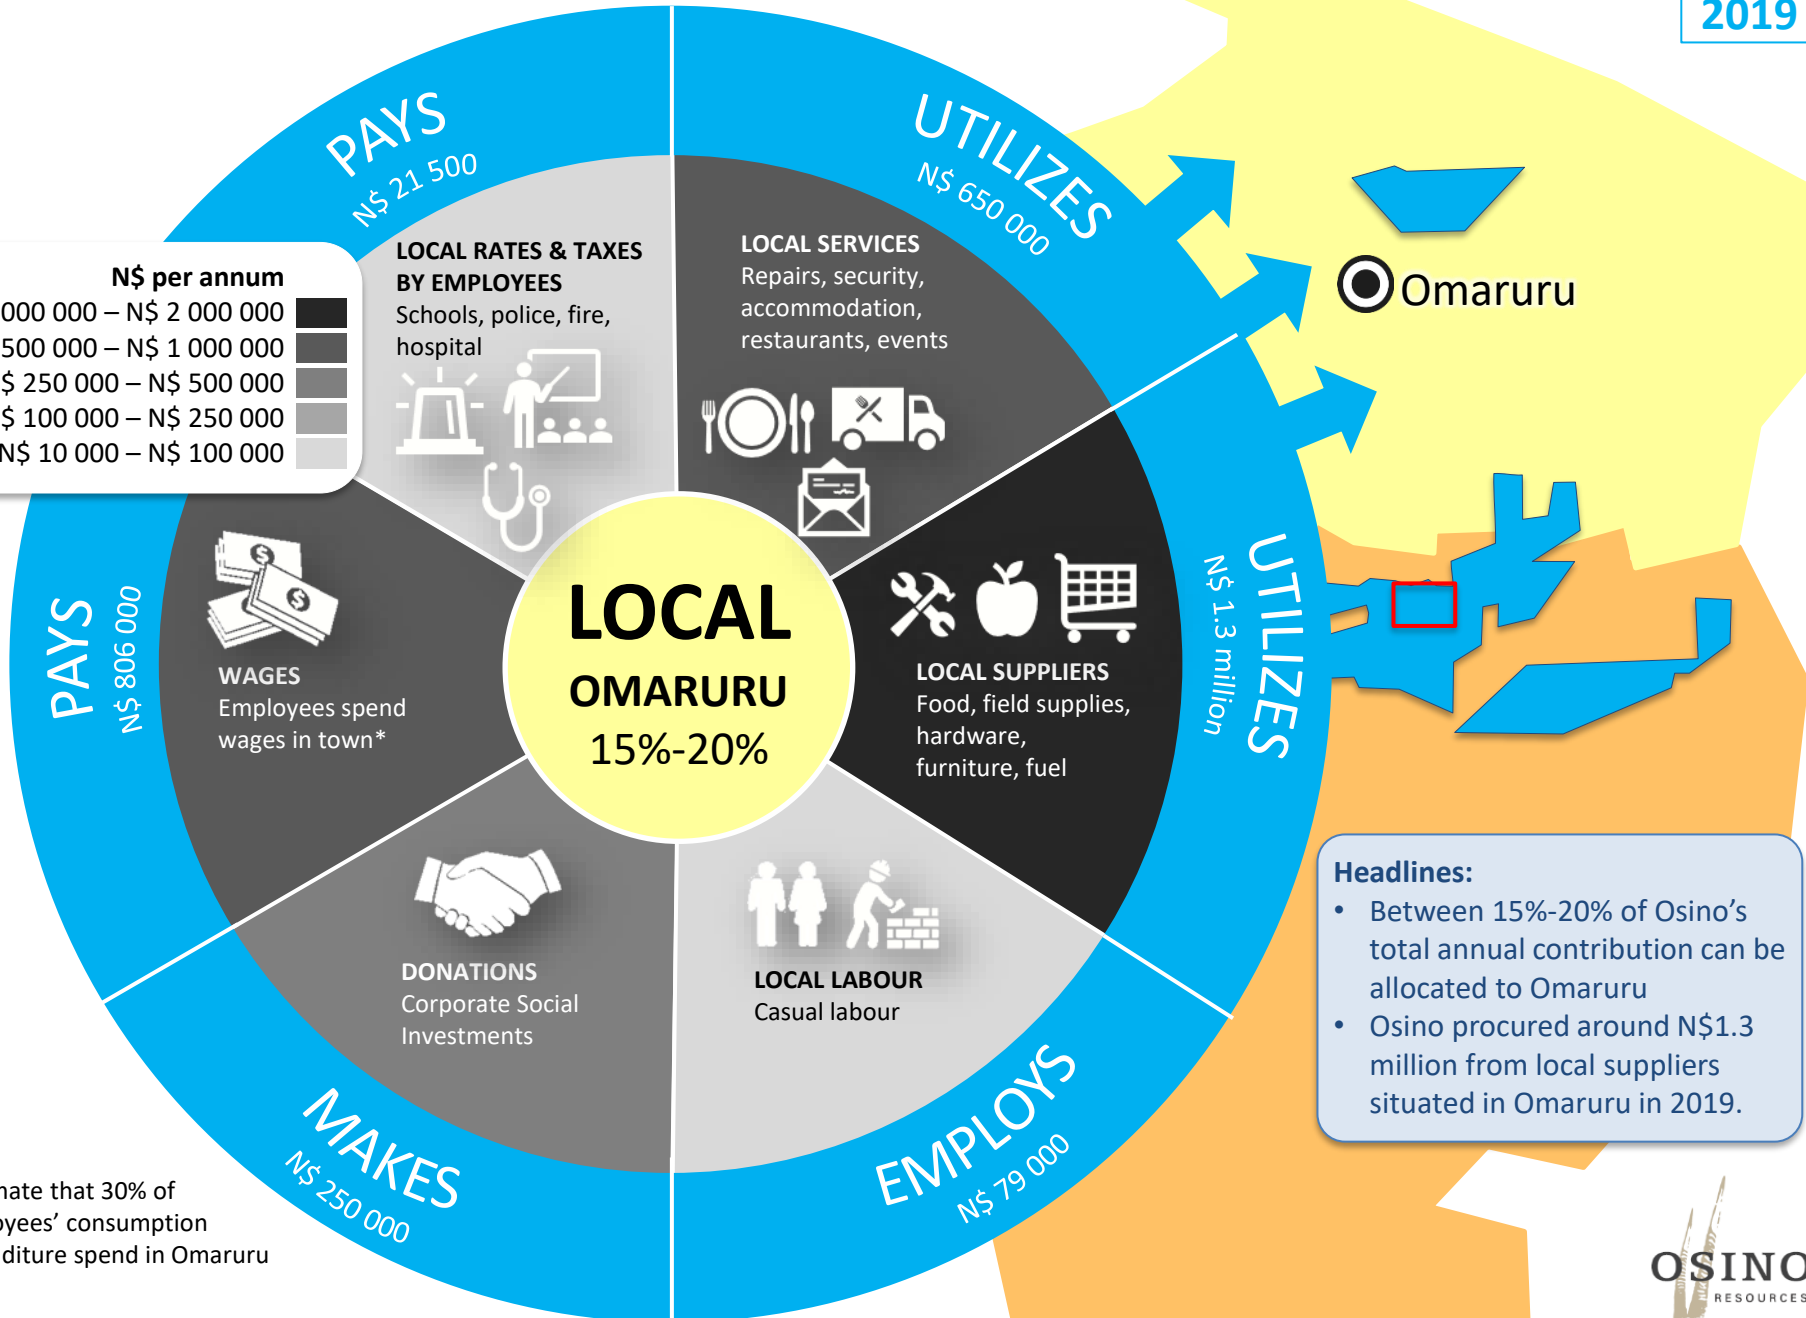 2019
PAYS
N$ 21 500
UTILIZES
N$ 650 000
N$ per annum
000 000 – N$ 2 000 000
500 000 – N$ 1 000 000
$ 250 000 – N$ 500 000
$ 100 000 – N$ 250 000
N$ 10 000 – N$ 100 000
LOCAL RATES & TAXES
BY EMPLOYEES
Schools, police, fire,
hospital
LOCAL SERVICES
Repairs, security,
accommodation,
restaurants, events
Omaruru
PAYS
N$ 806 000
WAGES
Employees spend
wages in town*
LOCAL
OMARURU
15%-20%
LOCAL SUPPLIERS
Food, field supplies,
hardware,
furniture, fuel
UTILIZES
N$ 1.3 million
DONATIONS
Corporate Social
Investments
LOCAL LABOUR
Casual labour
MAKES
N$ 250 000
EMPLOYS
N$ 79 000
Headlines:
• Between 15%-20% of Osino’s
total annual contribution can be
allocated to Omaruru
• Osino procured around N$1.3
million from local suppliers
situated in Omaruru in 2019.
that 30% of
consumption
spend in Omaruru
OSINO
RESOURCES